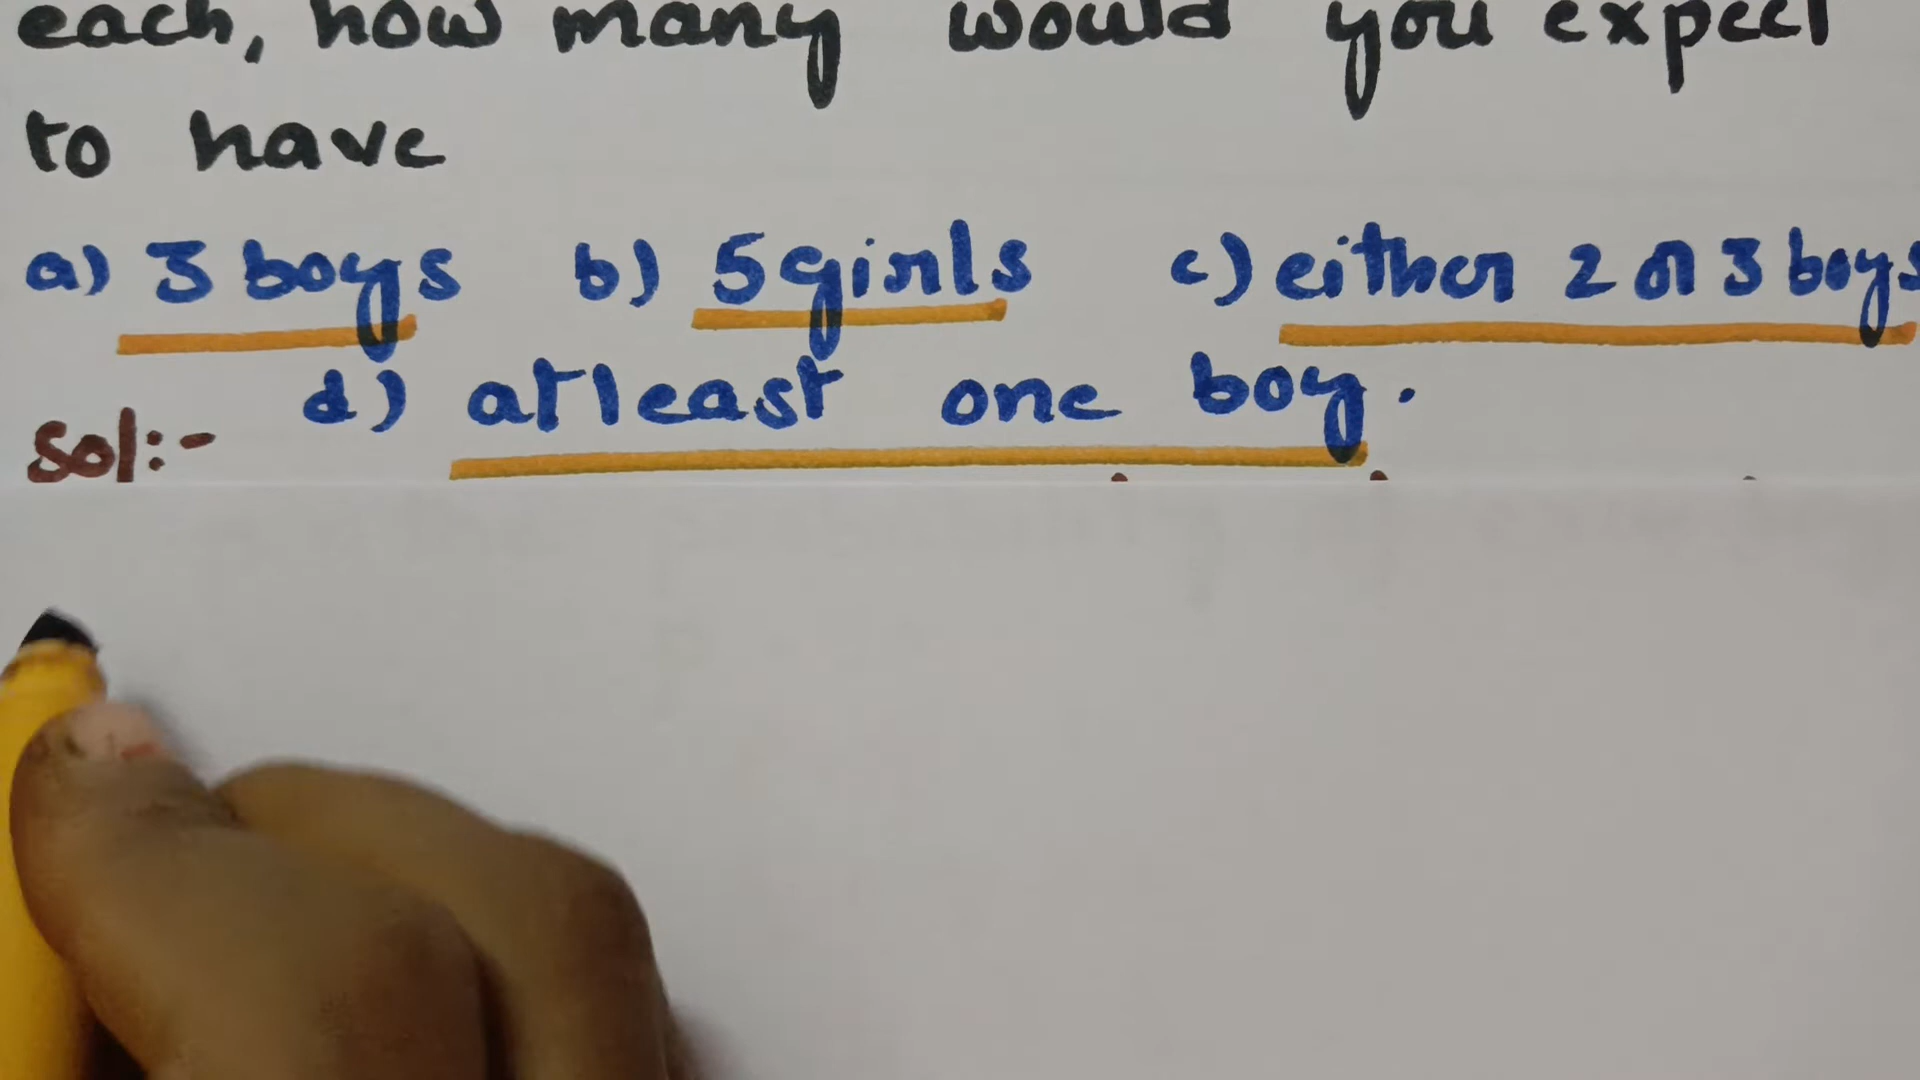 each, how many would you expect
to have
a) 3 boys b) 5 girls c) either 2 or 3 boys
d) atleast one boy.
Sol:-